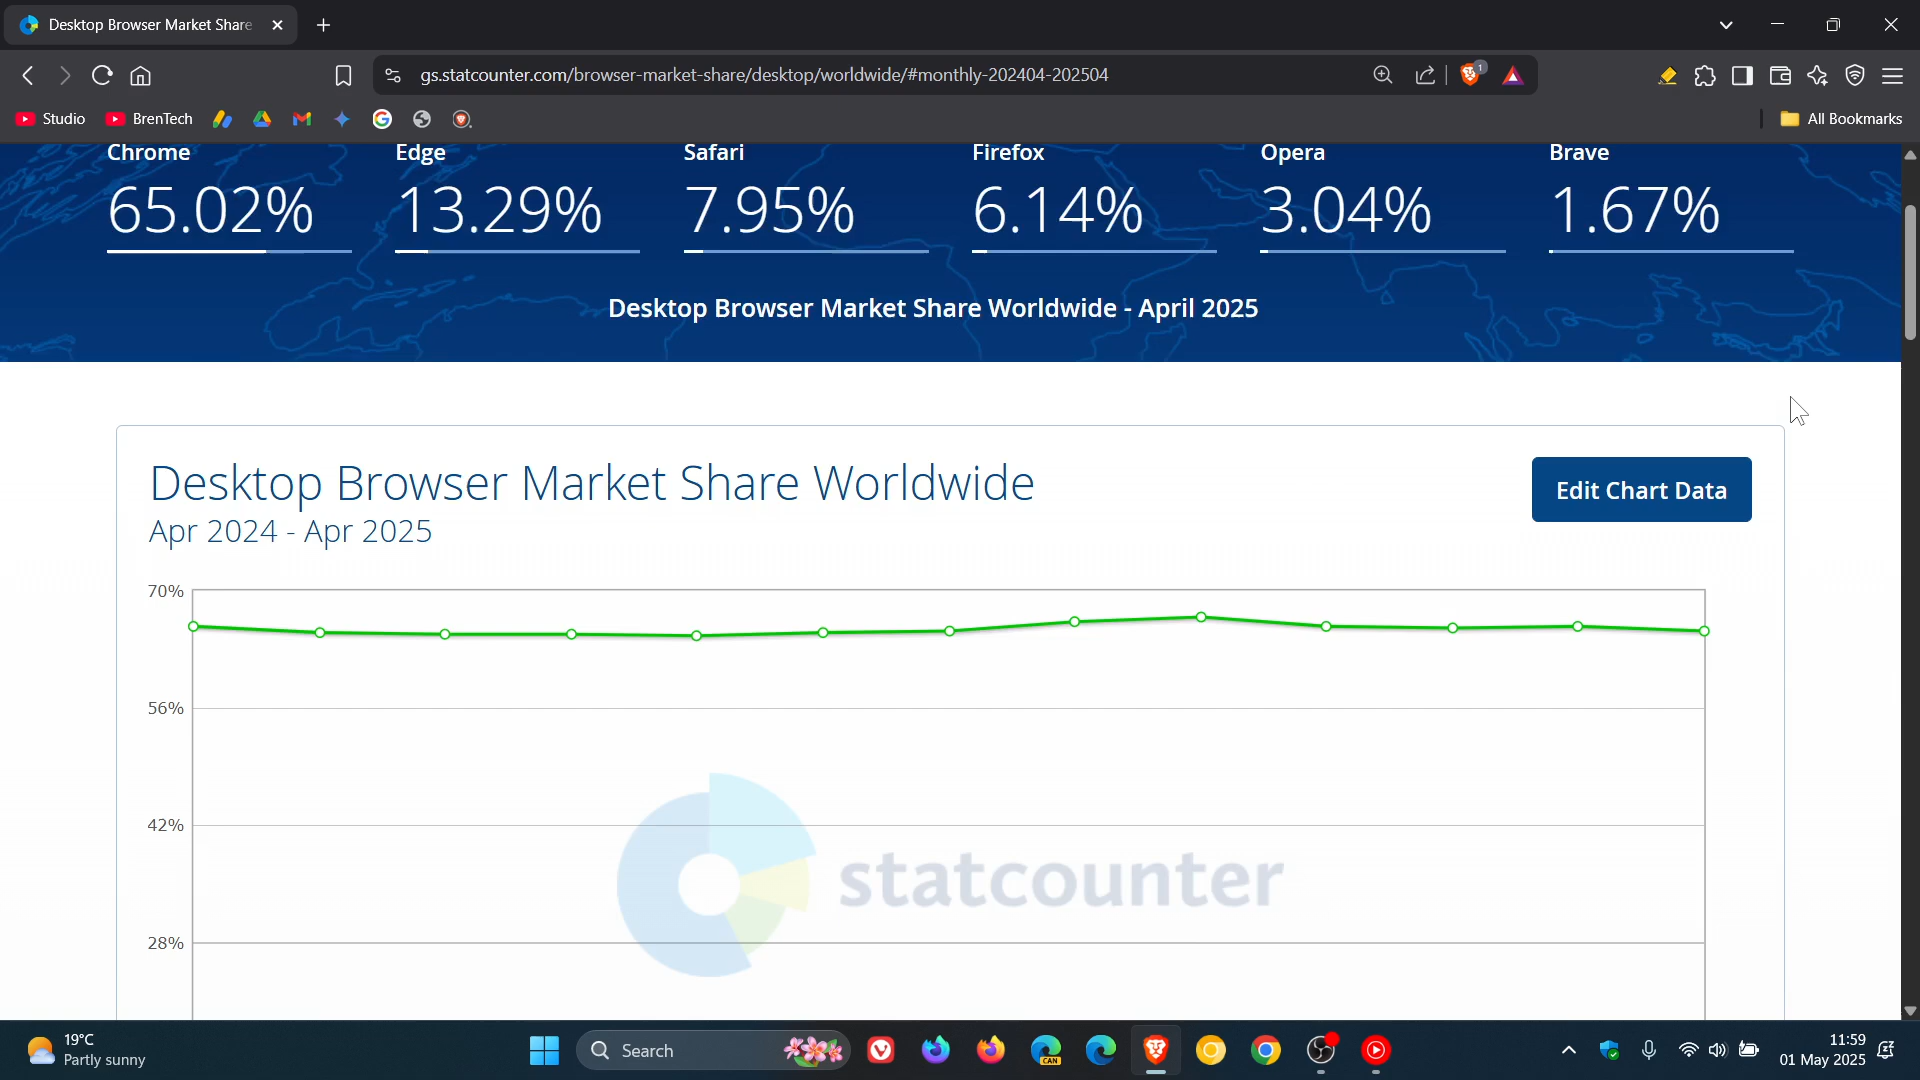 Desktop Browser Market Share
gs.statcounter.com/browser-market-share/desktop/worldwide/#monthly-202404-202504
1
Studio BrenTech All Bookmarks
Chrome Edge Safari Firefox Opera Brave
65.02% 13.29% 7.95% 6.14% 3.04% 1.67%
Desktop Browser Market Share Worldwide - April 2025
Desktop Browser Market Share Worldwide
Edit Chart Data
Apr 2024 - Apr 2025
70%
56%
42%
statcounter
28%
19°C
Partly sunny
Search
CAN
11:59
01 May 2025